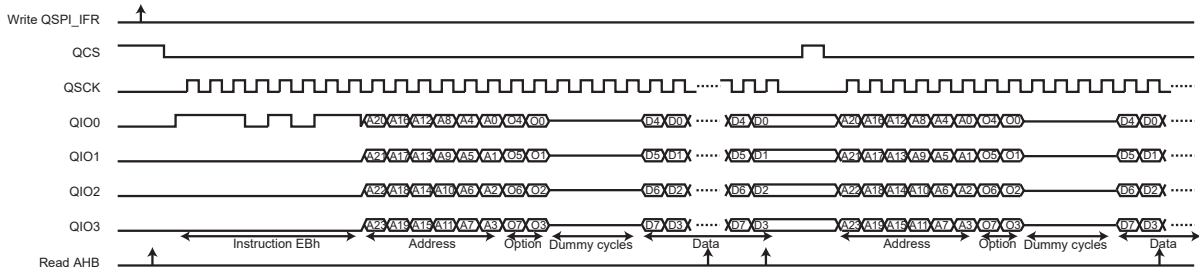 Write QSPI_IFR
QCS
QSCK
QIO0 A20 A16 A12 A8 A4 A0 O4 O0 D4 D0 D4 D0 A20 A16 A12 A8 A4 A0 O4 O0 D4 D0
QIO1 A21 A17 A13 A9 A5 A1 O5 O1 D5 D1 D5 D1 A21 A17 A13 A9 A5 A1 O5 O1 D5 D1
QIO2 A22 A18 A14 A10 A6 A2 O6 O2 D6 D2 D6 D2 A22 A18 A14 A10 A6 A2 O6 O2 D6 D2
QIO3 A23 A19 A15 A11 A7 A3 O7 O3 D7 D3 D7 D3 A23 A19 A15 A11 A7 A3 O7 O3 D7 D3
Instruction EBh Address Option Dummy cycles Data Address Option Dummy cycles Data
Read AHB